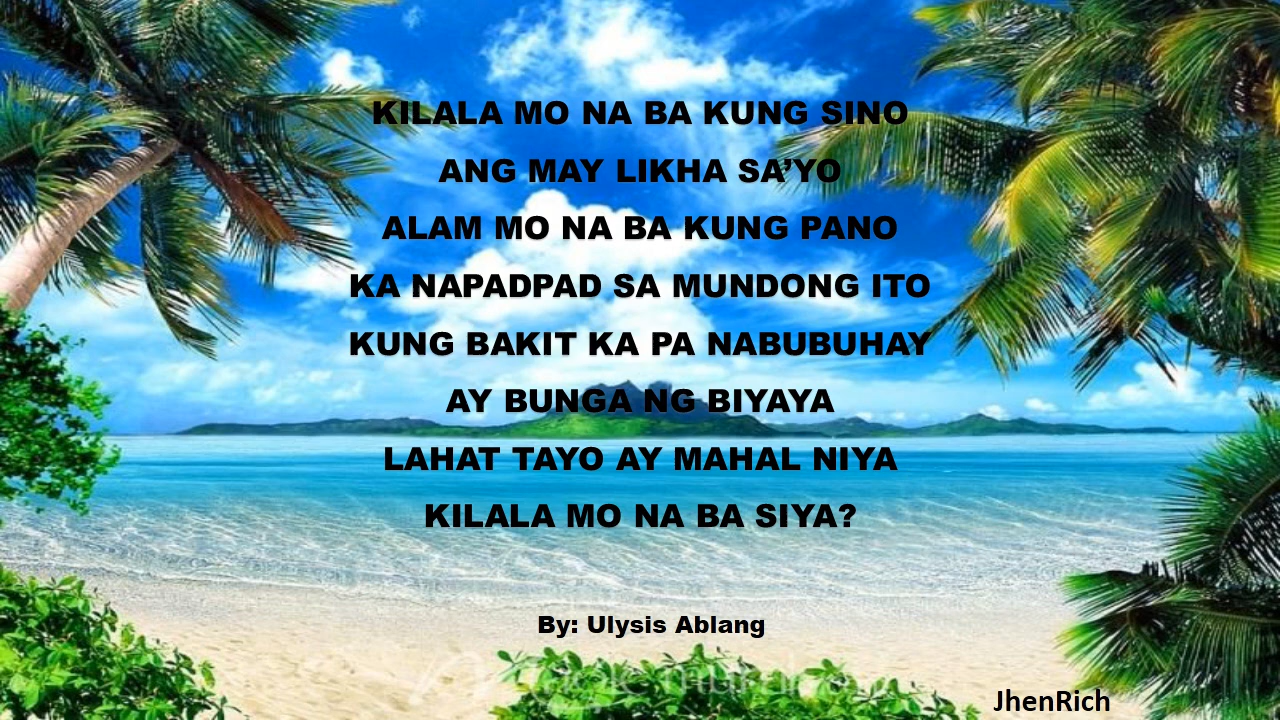 KILALA MO NA BA KUNG SINO
ANG MAY LIKHA SA’YO
ALAM MO NA BA KUNG PANO
KA NAPADPAD SA MUNDONG ITO
KUNG BAKIT KA PA NABUBUHAY
AY BUNGA NG BIYAYA
LAHAT TAYO AY MAHAL NIYA
KILALA MO NA BA SIYA?
By: Ulysis Ablang
JhenRich